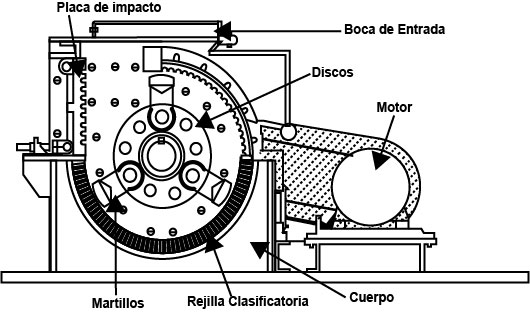 Placa de impacto
Boca de Entrada
Discos
Motor
Martillos
Rejilla Clasificatoria
Cuerpo